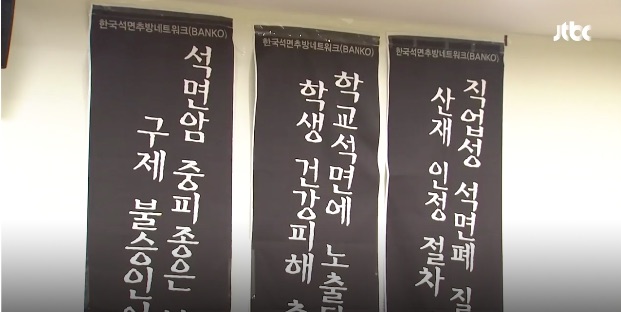 jtbc
한국석면추방네트워크(BANKO)
석면암 중피종은
구제 불승인
한국석면추방네트워크(BANKO)
학교석면에 노출
학생 건강피해
한국석면추방네트워크(BANKO)
직업성 석면폐
산재 인정 절차